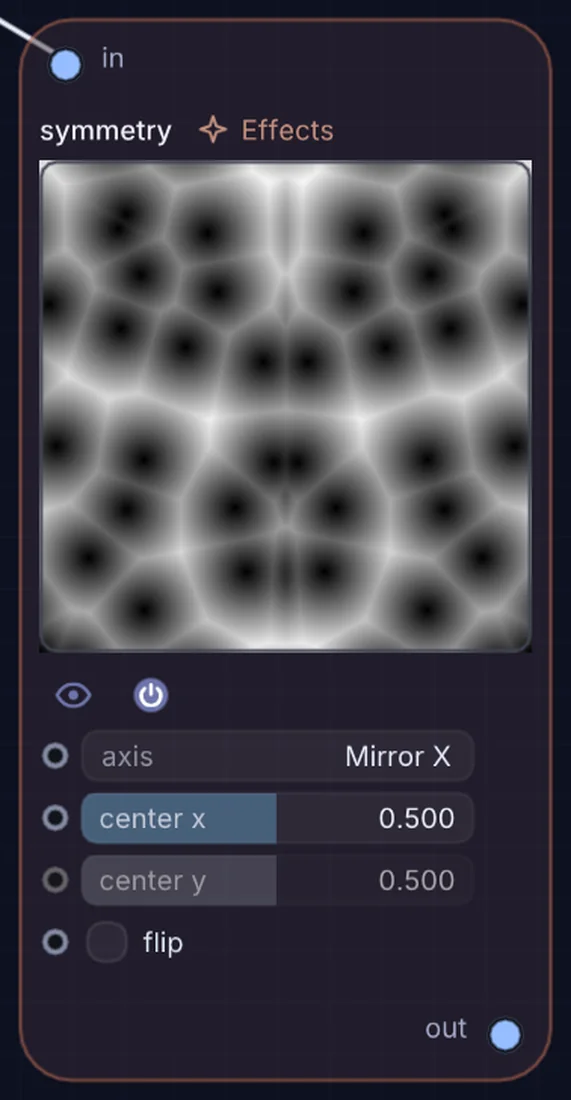 in
symmetry Effects
axis Mirror X
center x 0.500
center y 0.500
flip
out